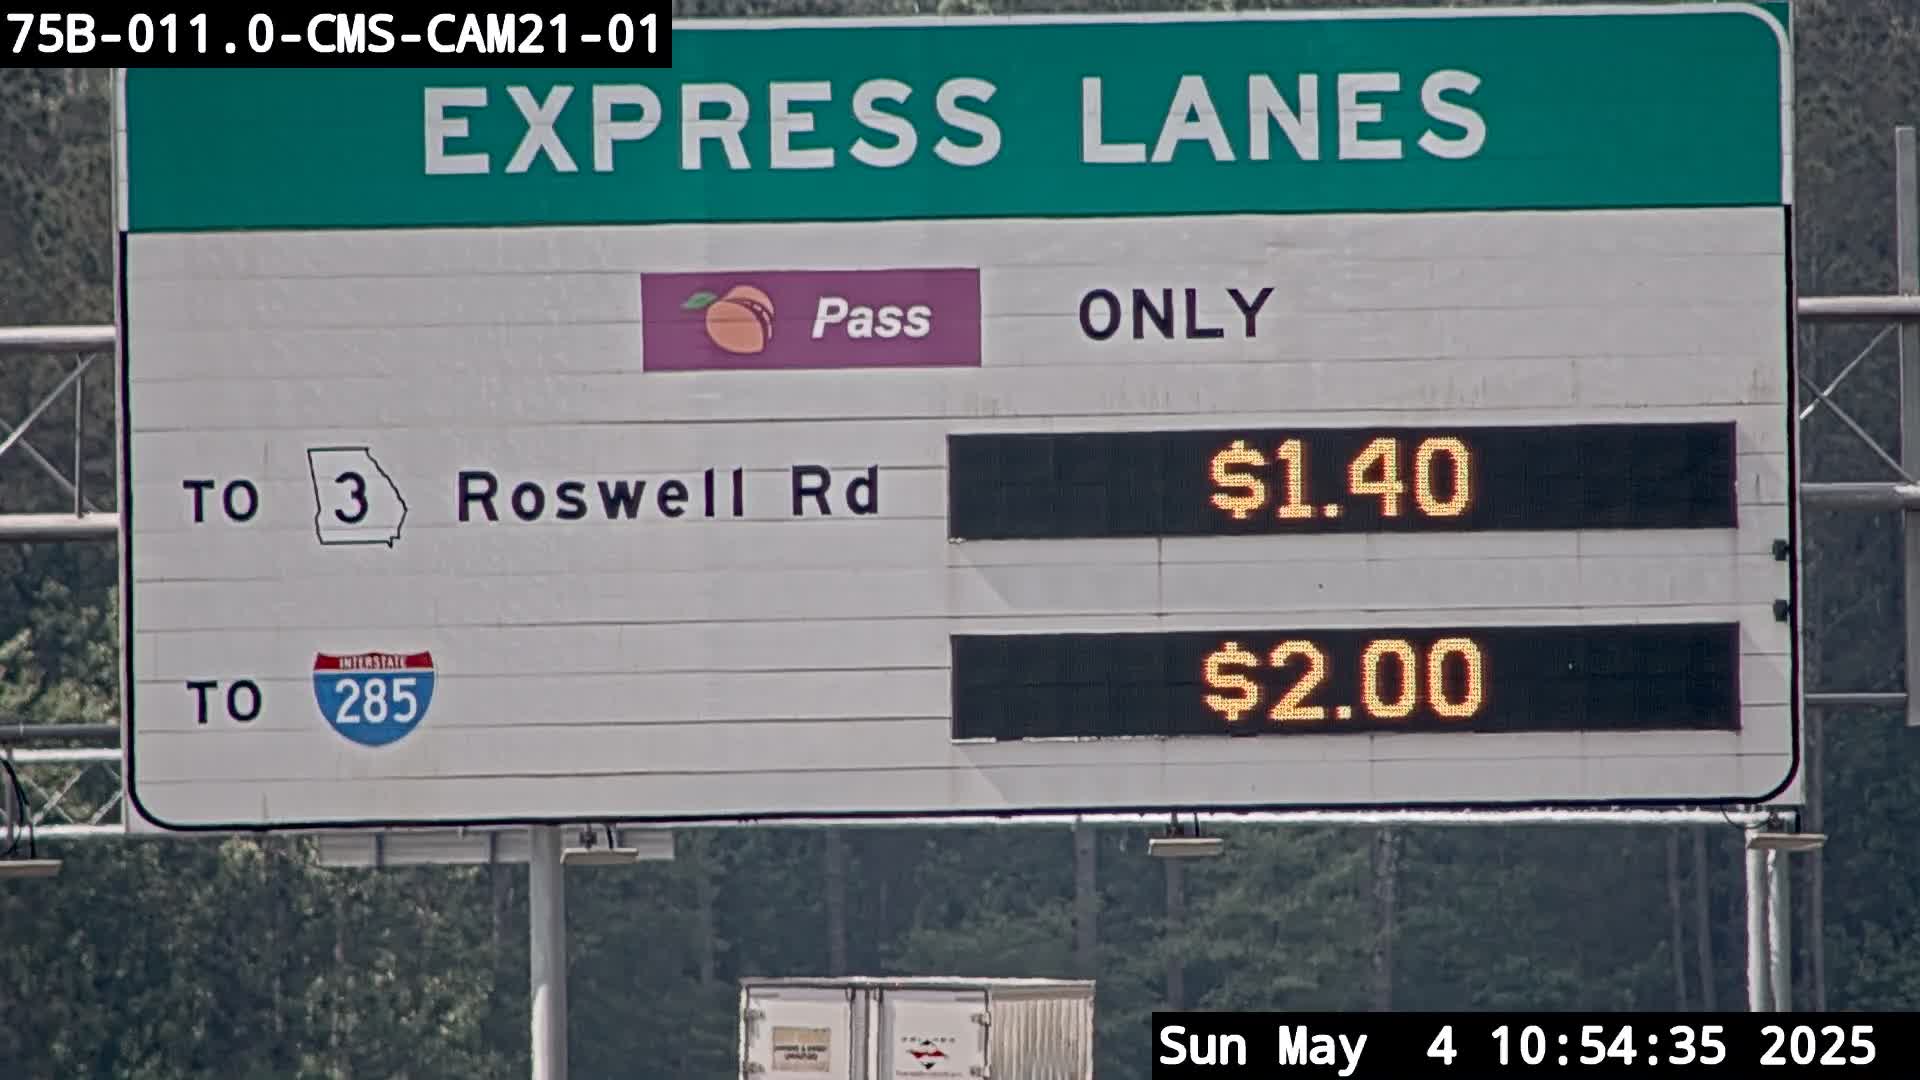 75B-011.0-CMS-CAM21-01
EXPRESS LANES
Pass ONLY
TO 3 Roswell Rd $1.40
TO INTERSTATE 285 $2.00
Sun May 4 10:54:35 2025